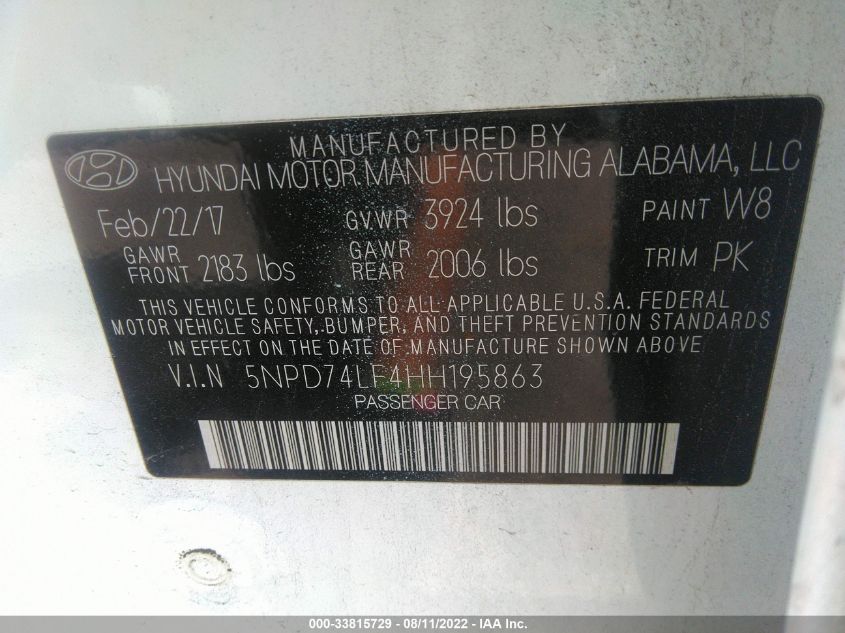 MANUFACTURED BY
HYUNDAI MOTOR MANUFACTURING ALABAMA, LLC
Feb/22/17 GVWR 3924 lbs PAINT W8
GAWR FRONT 2183 lbs GAWR REAR 2006 lbs TRIM PK
THIS VEHICLE CONFORMS TO ALL APPLICABLE U.S.A. FEDERAL
MOTOR VEHICLE SAFETY, BUMPER, AND THEFT PREVENTION STANDARDS
IN EFFECT ON THE DATE OF MANUFACTURE SHOWN ABOVE
V.I.N 5NPD74LF4HH195863
PASSENGER CAR
000-33815729 - 08/11/2022 - IAA Inc.